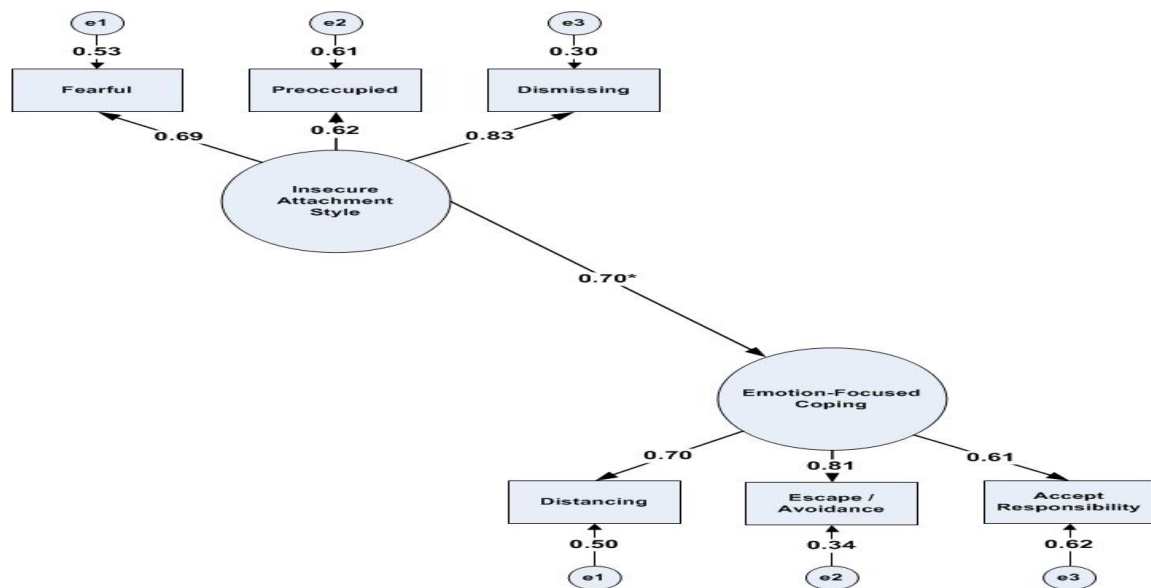 e1
e2
e3
0.53
0.61
0.30
Fearful
Preoccupied
Dismissing
0.69
0.62
0.83
Insecure
Attachment
Style
0.70*
Emotion-Focused
Coping
0.70
0.81
0.61
Distancing
Escape /
Avoidance
Accept
Responsibility
0.50
0.34
0.62
e1
e2
e3